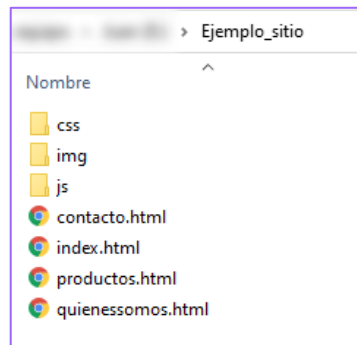 Ejemplo_sitio
Nombre
css
img
js
contacto.html
index.html
productos.html
quienessomos.html